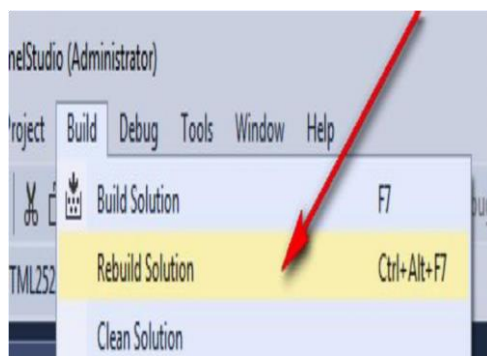 nelStudio (Administrator)
roject Build Debug Tools Window Help
Build Solution F7
TML252 Rebuild Solution Ctrl+Alt+F7
Clean Solution